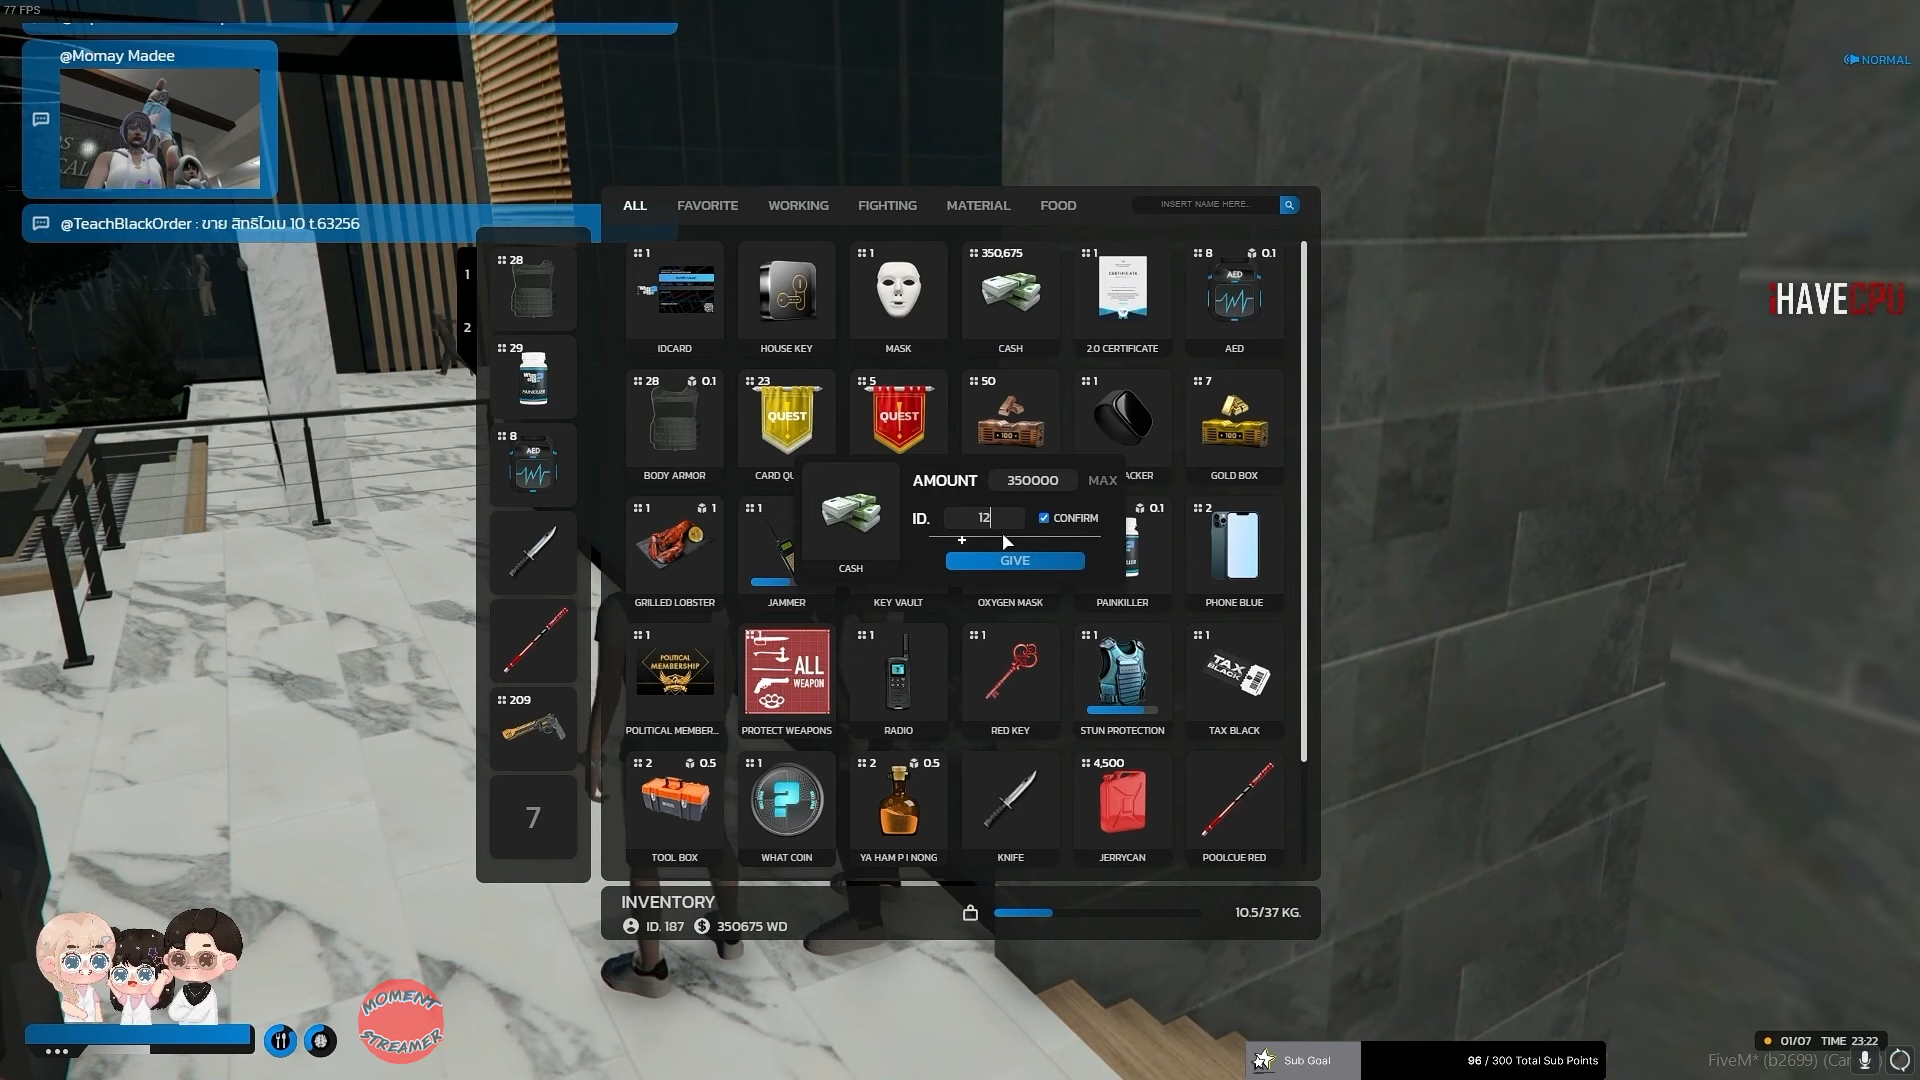 77 FPS
@Momay Madee
@TeachBlackOrder : ขาย สิทธิไวเบ 10 t.63256
NORMAL
iHAVECPU
ALL FAVORITE WORKING FIGHTING MATERIAL FOOD
INSERT NAME HERE..
1
2
28
29
8
209
7
1 IDCARD
HOUSE KEY
1 MASK
350,675 CASH
1 CERTIFICATE 2.0 CERTIFICATE
8 0.1 AED AED
28 0.1 BODY ARMOR
23 QUEST CARD QU
5 QUEST
50 100
1 ACKER
7 100 GOLD BOX
AMOUNT 350000 MAX
ID. 12 CONFIRM
GIVE
CASH
1 1 GRILLED LOBSTER
1 JAMMER
KEY VAULT
OXYGEN MASK
0.1 PAINKILLER
2 PHONE BLUE
1 POLITICAL MEMBERSHIP POLITICAL MEMBER...
ALL WEAPON PROTECT WEAPONS
1 RADIO
1 RED KEY
1 STUN PROTECTION
1 TAX BLACK TAX BLACK
2 0.5 TOOL BOX
1 WHAT COIN
2 0.5 YA HAM P I NONG
KNIFE
4,500 JERRYCAN
POOLCUE RED
INVENTORY
ID. 187 350675 WD
10.5/37 KG.
MOMENT STREAMER
Sub Goal
96 / 300 Total Sub Points
01/07 TIME 23:22
FiveM* (b2699) (Ca